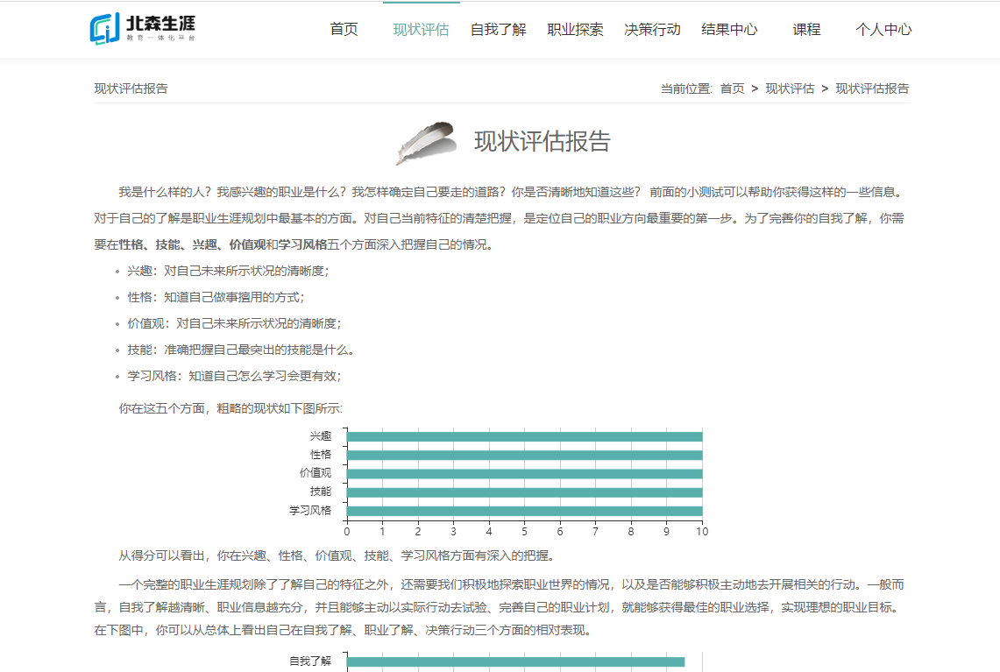 北森生涯
教育一体化平台
首页 现状评估 自我了解 职业探索 决策行动 结果中心 课程 个人中心
现状评估报告
当前位置: 首页 > 现状评估 > 现状评估报告
现状评估报告
我是什么样的人？我感兴趣的职业是什么？我怎样确定自己要走的道路？你是否清晰地知道这些？ 前面的小测试可以帮助你获得这样的一些信息。
对于自己的了解是职业生涯规划中最基本的方面。对自己当前特征的清楚把握，是定位自己的职业方向最重要的第一步。为了完善你的自我了解，你需
要在性格、技能、兴趣、价值观和学习风格五个方面深入把握自己的情况。
• 兴趣：对自己未来所示状况的清晰度；
• 性格：知道自己做事擅用的方式；
• 价值观：对自己未来所示状况的清晰度；
• 技能：准确把握自己最突出的技能是什么。
• 学习风格：知道自己怎么学习会更有效；
你在这五个方面，粗略的现状如下图所示:
兴趣
性格
价值观
技能
学习风格
0 1 2 3 4 5 6 7 8 9 10
从得分可以看出，你在兴趣、性格、价值观、技能、学习风格方面有深入的把握。
一个完整的职业生涯规划除了了解自己的特征之外，还需要我们积极地探索职业世界的情况，以及是否能够积极主动地去开展相关的行动。一般而
言，自我了解越清晰、职业信息越充分，并且能够主动以实际行动去试验、完善自己的职业计划，就能够获得最佳的职业选择，实现理想的职业目标。
在下图中，你可以从总体上看出自己在自我了解、职业了解、决策行动三个方面的相对表现。
自我了解